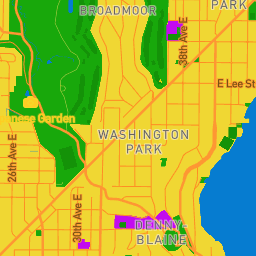 BROADMOOR
PARK
38th Ave E
E Lee St
nese Garden
WASHINGTON
PARK
26th Ave E
30th Ave E
DENNY-
BLAINE